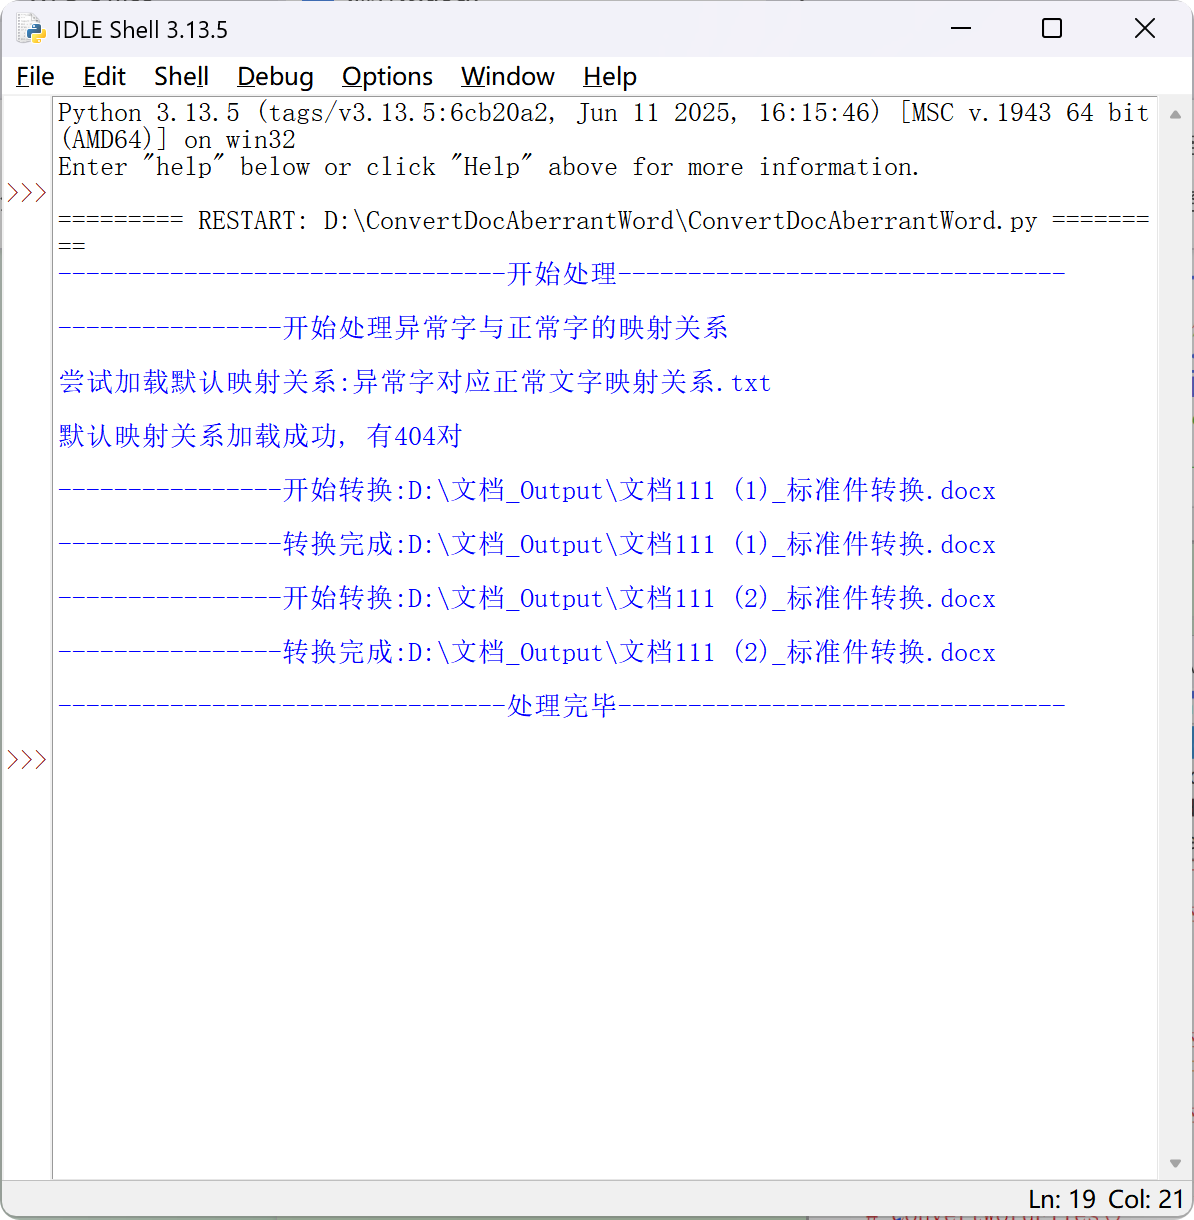 IDLE Shell 3.13.5
File Edit Shell Debug Options Window Help
Python 3.13.5 (tags/v3.13.5:6cb20a2, Jun 11 2025, 16:15:46) [MSC v.1943 64 bit
(AMD64)] on win32
Enter "help" below or click "Help" above for more information.
>>>
========= RESTART: D:\ConvertDocAberrantWord\ConvertDocAberrantWord.py =======
==
--------------------------------开始处理--------------------------------
----------------开始处理异常字与正常字的映射关系
尝试加载默认映射关系:异常字对应正常文字映射关系.txt
默认映射关系加载成功, 有404对
----------------开始转换:D:\文档_Output\文档111 (1)_标准件转换.docx
----------------转换完成:D:\文档_Output\文档111 (1)_标准件转换.docx
----------------开始转换:D:\文档_Output\文档111 (2)_标准件转换.docx
----------------转换完成:D:\文档_Output\文档111 (2)_标准件转换.docx
--------------------------------处理完毕--------------------------------
>>>
Ln: 19 Col: 21